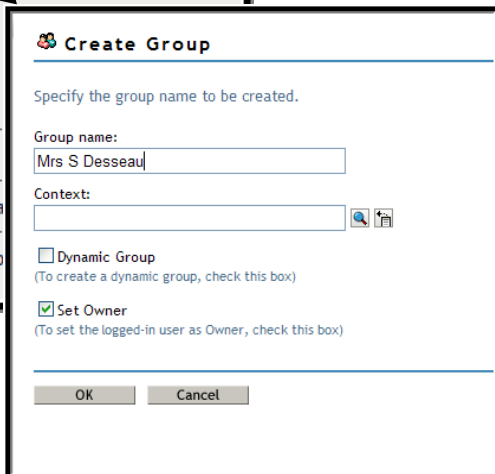 Create Group
Specify the group name to be created.
Group name:
Mrs S Desseau
Context:
Dynamic Group
(To create a dynamic group, check this box)
Set Owner
(To set the logged-in user as Owner, check this box)
OK Cancel